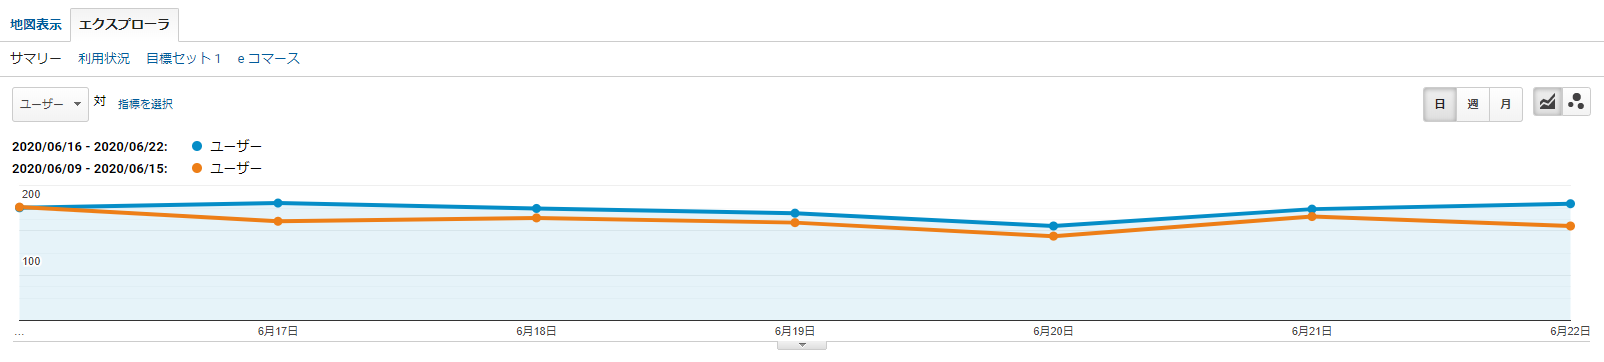 地図表示 エクスプローラ
サマリー 利用状況 目標セット 1 e コマース
ユーザー 対 指標を選択 日 週 月
2020/06/16 - 2020/06/22: ユーザー
2020/06/09 - 2020/06/15: ユーザー
200
100
... 6月17日 6月18日 6月19日 6月20日 6月21日 6月22日